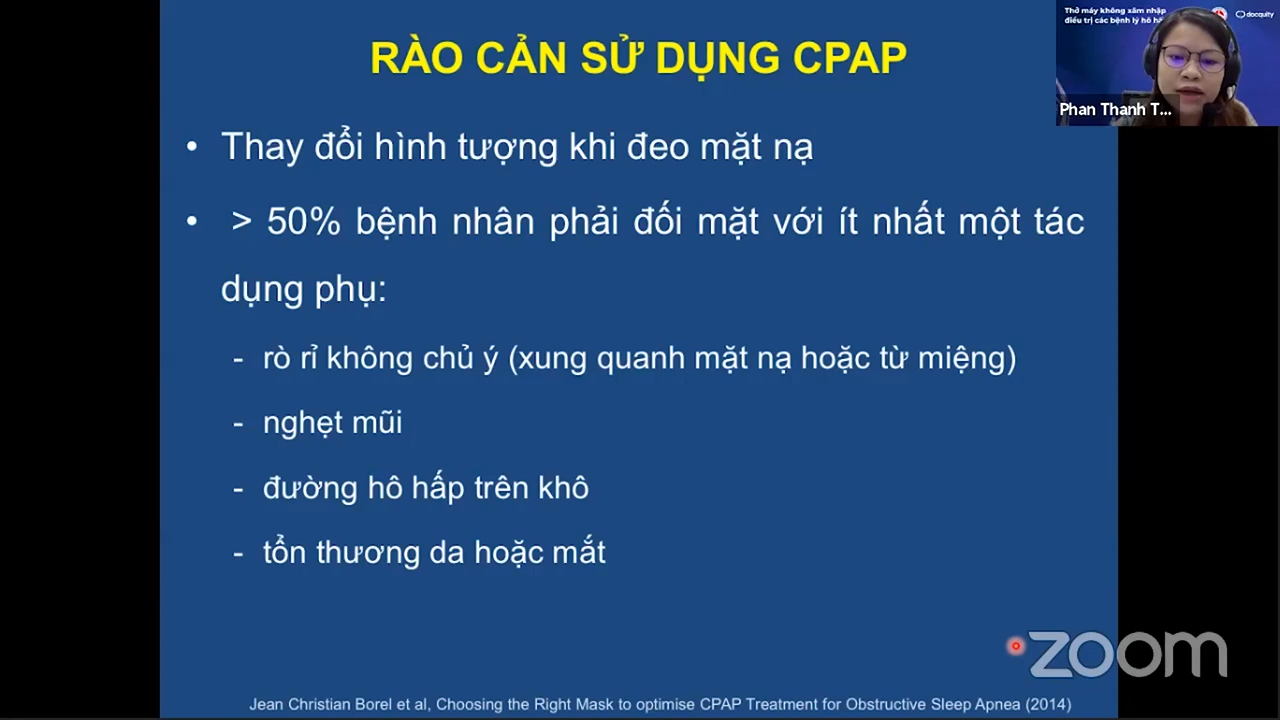 RÀO CẢN SỬ DỤNG CPAP
Thở máy không xâm nhập
điều trị các bệnh lý hô
docquity
Phan Thanh T...
• Thay đổi hình tượng khi đeo mặt nạ
• > 50% bệnh nhân phải đối mặt với ít nhất một tác
dụng phụ:
- rò rỉ không chủ ý (xung quanh mặt nạ hoặc từ miệng)
- nghẹt mũi
- đường hô hấp trên khô
- tổn thương da hoặc mắt
zoom
Jean Christian Borel et al, Choosing the Right Mask to optimise CPAP Treatment for Obstructive Sleep Apnea (2014)